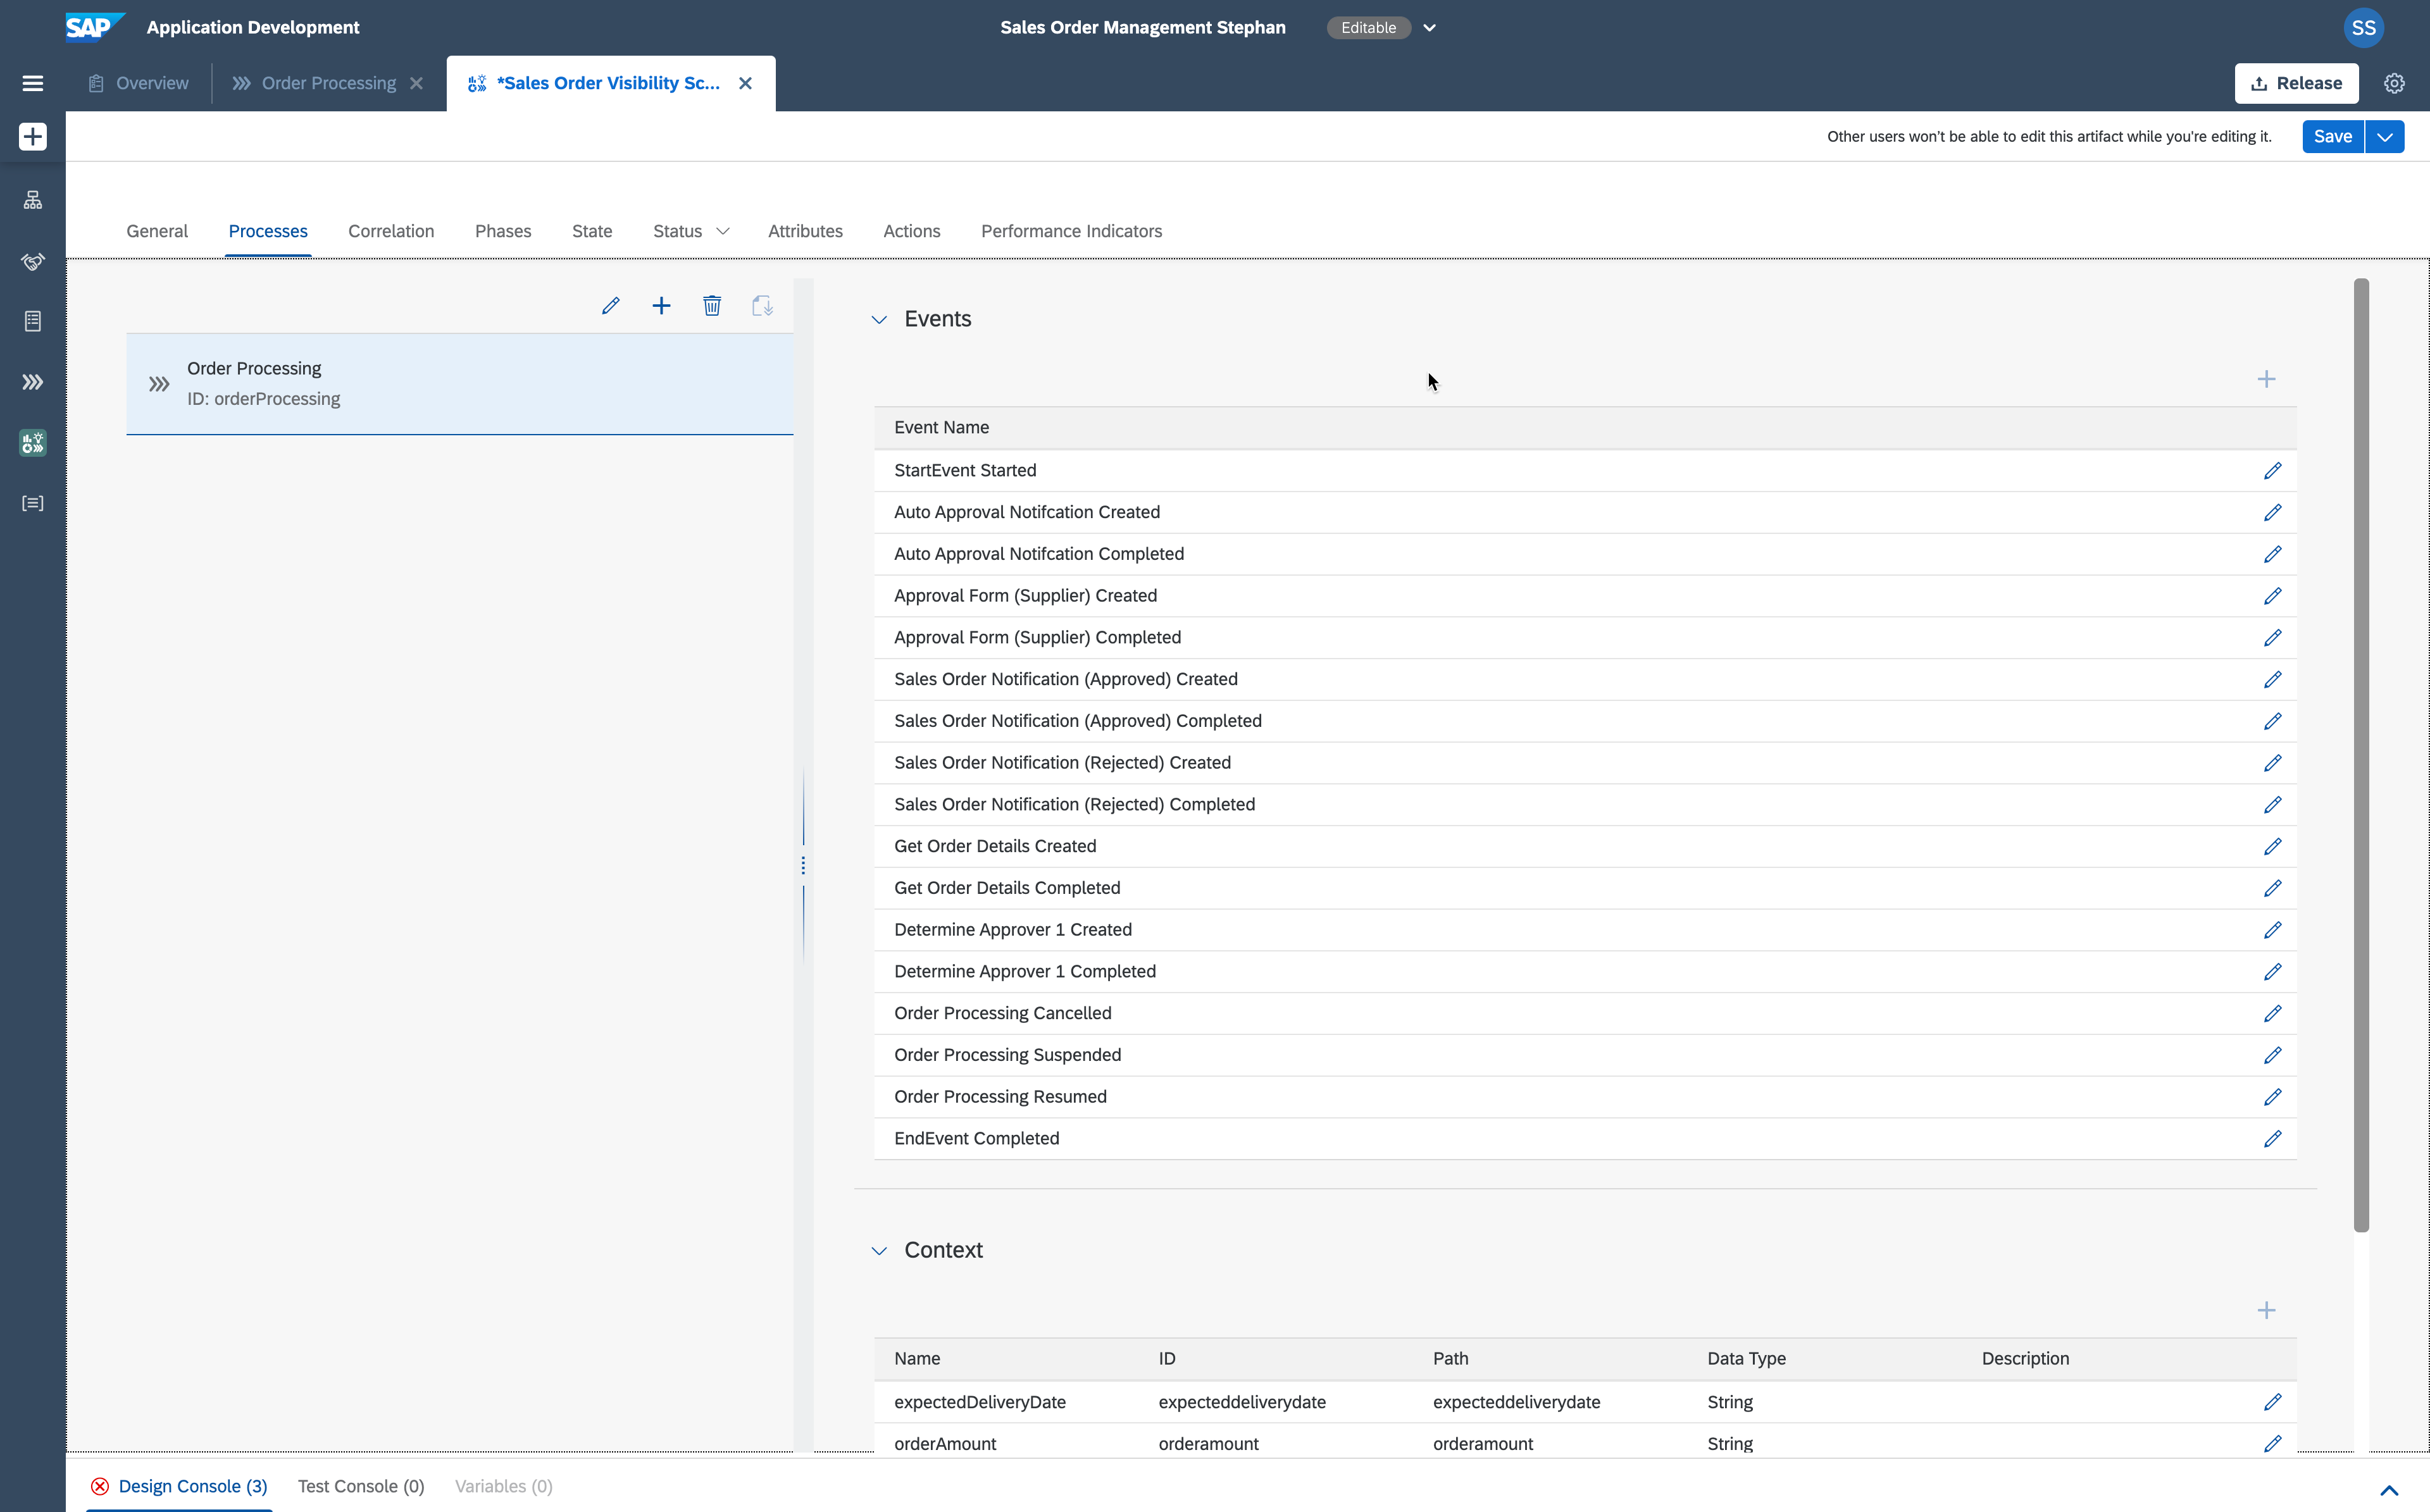 SAP Application Development
Sales Order Management Stephan Editable
SS
Overview Order Processing *Sales Order Visibility Sc...
Release
Other users won't be able to edit this artifact while you're editing it. Save
General Processes Correlation Phases State Status Attributes Actions Performance Indicators
Order Processing
ID: orderProcessing
Events
Event Name
StartEvent Started
Auto Approval Notifcation Created
Auto Approval Notifcation Completed
Approval Form (Supplier) Created
Approval Form (Supplier) Completed
Sales Order Notification (Approved) Created
Sales Order Notification (Approved) Completed
Sales Order Notification (Rejected) Created
Sales Order Notification (Rejected) Completed
Get Order Details Created
Get Order Details Completed
Determine Approver 1 Created
Determine Approver 1 Completed
Order Processing Cancelled
Order Processing Suspended
Order Processing Resumed
EndEvent Completed
Context
Name ID Path Data Type Description
expectedDeliveryDate expecteddeliverydate expecteddeliverydate String
orderAmount orderamount orderamount String
Design Console (3) Test Console (0) Variables (0)